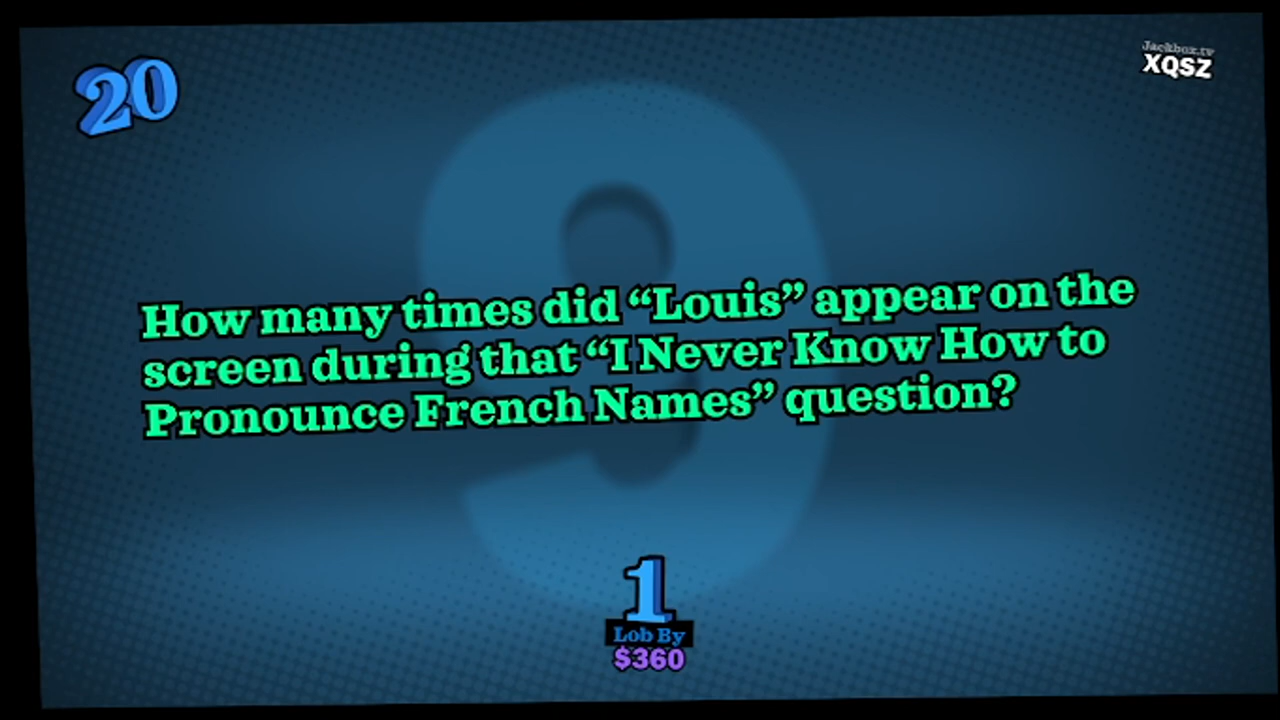 20
Jackbox.tv
XQSZ
9
How many times did “Louis” appear on the
screen during that “I Never Know How to
Pronounce French Names” question?
1
Lob By
$360